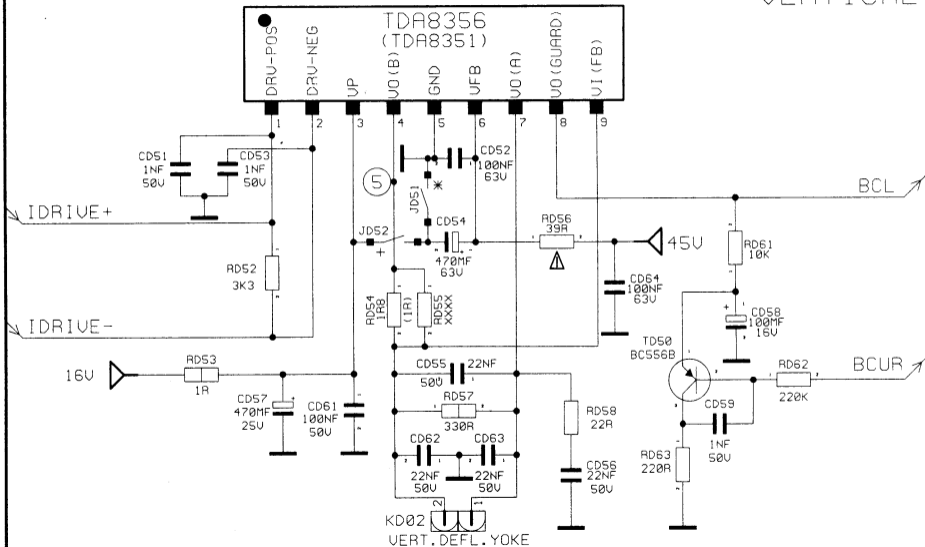 VERTICAL
TDA8356
(TDA8351)
DRV-POS
DRV-NEG
VP
VO(B)
GND
VFB
VO(A)
VO(GUARD)
VI(FB)
1
2
3
4
5
6
7
8
9
CD51
1NF
50V
CD53
1NF
50V
CD52
100NF
63V
5
JD51
*
BCL
IDRIVE+
JD52
+
CD54
470MF
63V
RD56
39R
45V
RD61
10K
RD52
3K3
CD64
100NF
63V
RD54
1R8
(1R)
RD55
XXXX
CD58
100MF
16V
IDRIVE-
TD50
BC556B
BCUR
16V
RD53
1R
CD55
22NF
50V
RD62
220K
CD57
470MF
25V
CD61
100NF
50V
RD57
330R
RD58
22R
CD59
1NF
50V
CD62
22NF
50V
CD63
22NF
50V
CD56
22NF
50V
RD63
220R
2
1
KD02
VERT.DEFL.YOKE